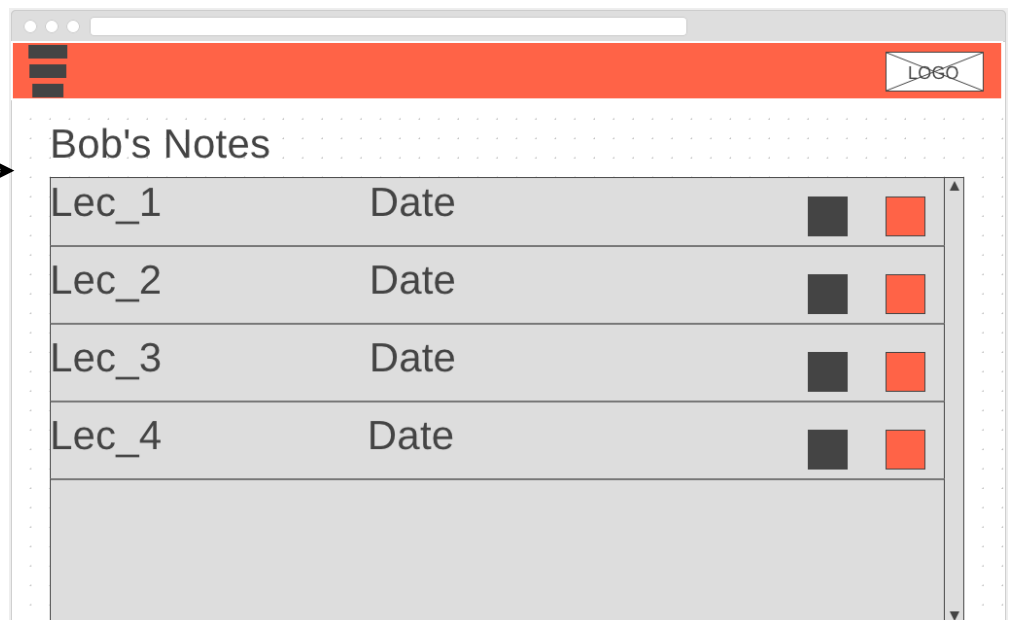 LOGO
Bob's Notes
Lec_1 Date
Lec_2 Date
Lec_3 Date
Lec_4 Date